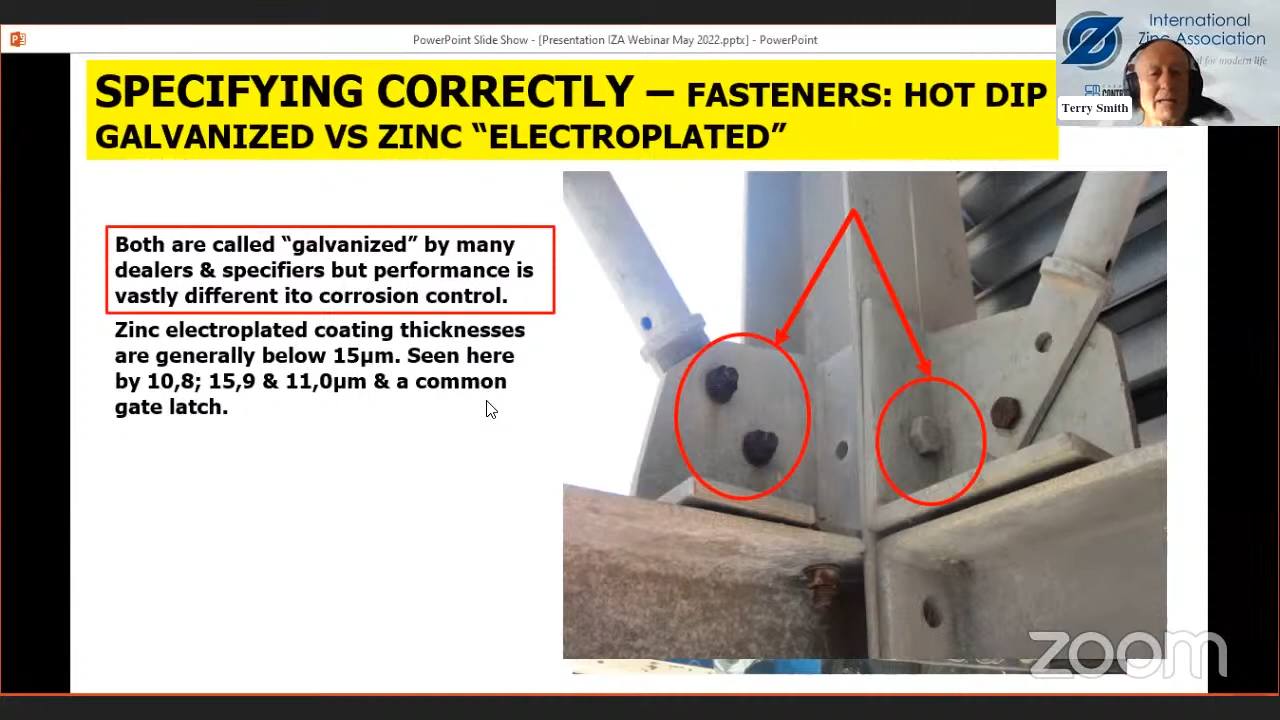 PowerPoint Slide Show - [Presentation IZA Webinar May 2022.pptx] - PowerPoint
International
Zinc Association
for modern life
Terry Smith
SPECIFYING CORRECTLY – FASTENERS: HOT DIP
GALVANIZED VS ZINC “ELECTROPLATED”
Both are called “galvanized” by many
dealers & specifiers but performance is
vastly different ito corrosion control.
Zinc electroplated coating thicknesses
are generally below 15µm. Seen here
by 10,8; 15,9 & 11,0µm & a common
gate latch.
zoom